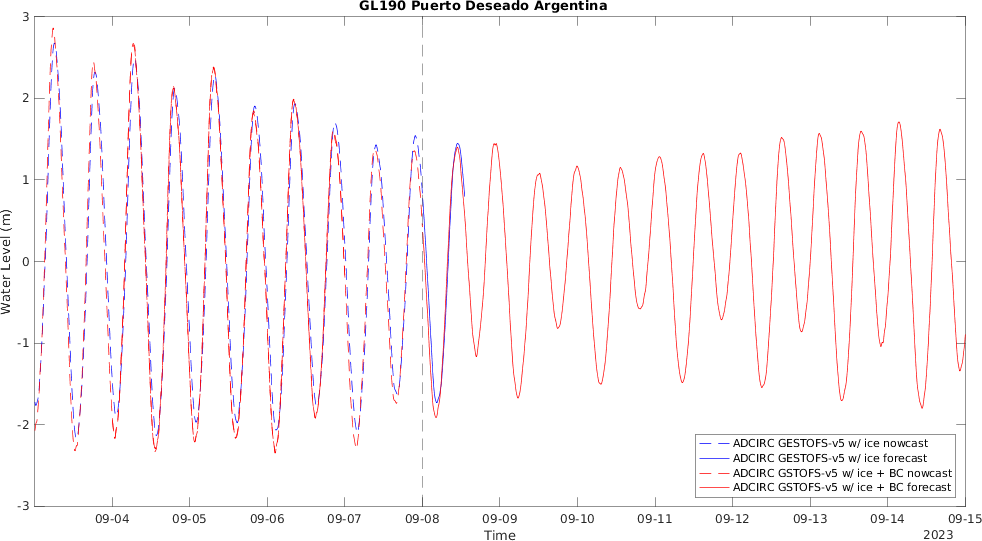 GL190 Puerto Deseado Argentina
3
2
1
0
-1
-2
-3
Water Level (m)
09-04
09-05
09-06
09-07
09-08
09-09
09-10
09-11
09-12
09-13
09-14
09-15
Time
2023
ADCIRC GESTOFS-v5 w/ ice nowcast
ADCIRC GESTOFS-v5 w/ ice forecast
ADCIRC GSTOFS-v5 w/ ice + BC nowcast
ADCIRC GSTOFS-v5 w/ ice + BC forecast